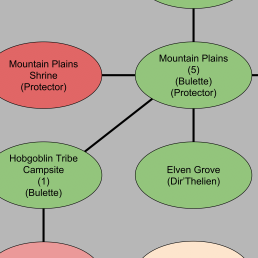 Mountain Plains
Shrine
(Protector)
Mountain Plains
(5)
(Bulette)
(Protector)
Hobgoblin Tribe
Campsite
(1)
(Bulette)
Elven Grove
(Dir'Thelien)